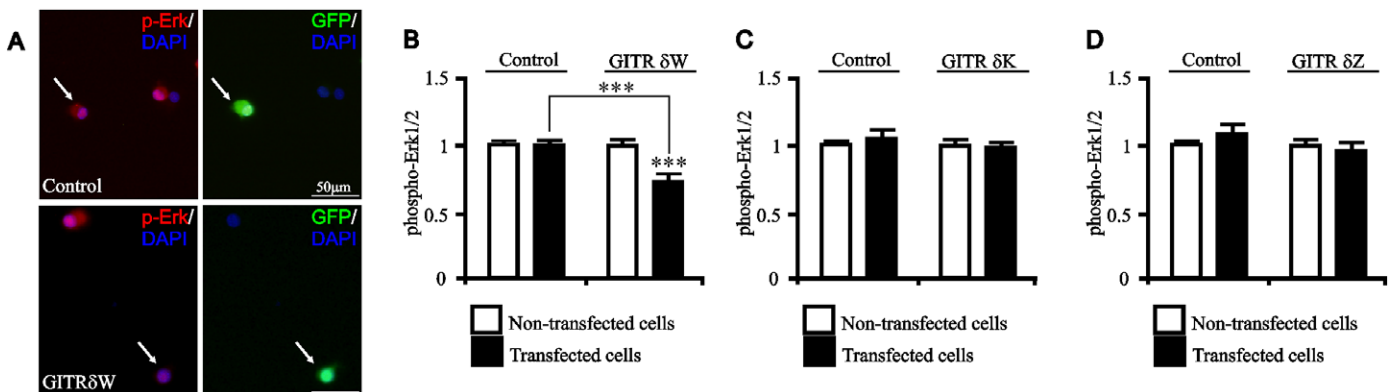 A
p-Erk/
DAPI
Control
GFP/
DAPI
50μm
p-Erk/
DAPI
GITRδW
GFP/
DAPI
B
Control
GITR δW
1.5
1
0.5
0
phospho-Erk1/2
***
***
Non-transfected cells
Transfected cells
C
Control
GITR δK
1.5
1
0.5
0
phospho-Erk1/2
Non-transfected cells
Transfected cells
D
Control
GITR δZ
1.5
1
0.5
0
phospho-Erk1/2
Non-transfected cells
Transfected cells